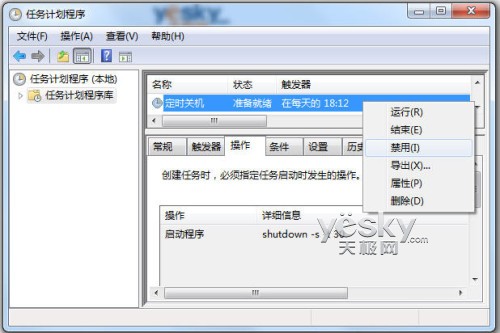 任务计划程序
yesky
文件(F) 操作(A) 查看(V) 帮助(H)
任务计划程序 (本地)
任务计划程序库
名称 状态 触发器
定时关机 准备就绪 在每天的 18:12
运行(R)
结束(E)
禁用(I)
导出(X)...
属性(P)
删除(D)
常规 触发器 操作 条件 设置
创建任务时，必须指定任务启动时发生的操作。
操作 详细信息
启动程序 shutdown -s 30
yesky
天极网